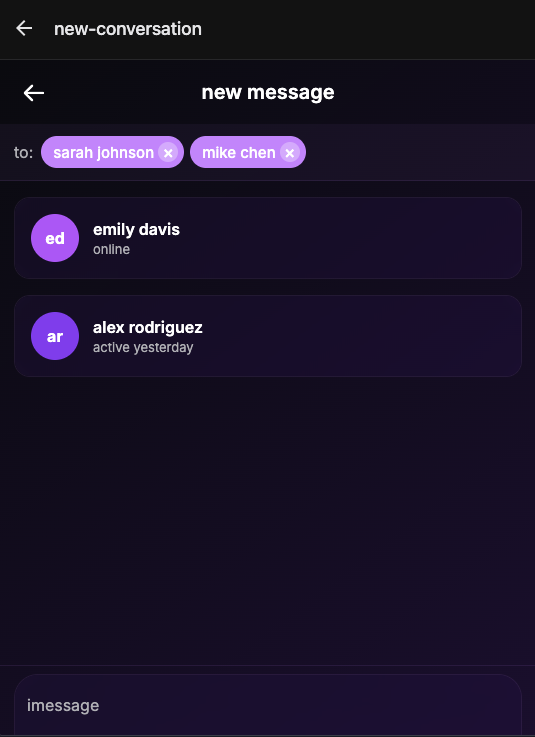 new-conversation
new message
to: sarah johnson × mike chen ×
ed
emily davis
online
ar
alex rodriguez
active yesterday
imessage